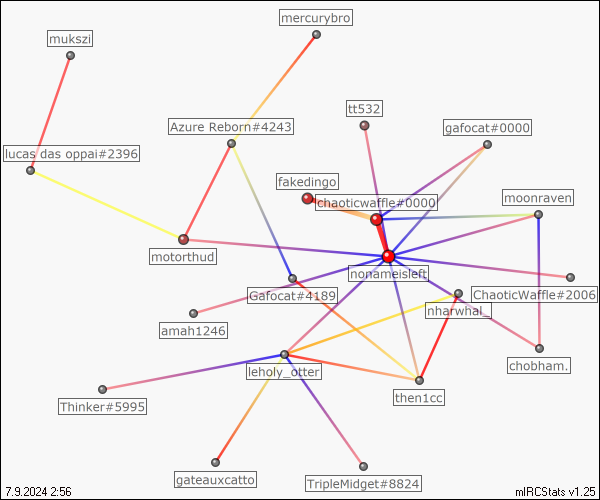 mercurybro
mukszi
tt532
Azure Reborn#4243
gafocat#0000
lucas das oppai#2396
fakedingo
chaoticwaffle#0000
moonraven
motorthud
nonameisleft
Gafocat#4189
ChaoticWaffle#2006
nharwhal_
amah1246
leholy_otter
chobham.
then1cc
Thinker#5995
gateauxcatto
TripleMidget#8824
7.9.2024 2:56
mIRCStats v1.25